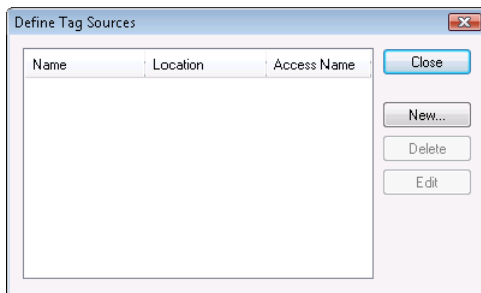 Define Tag Sources
Name Location Access Name Close
New...
Delete
Edit